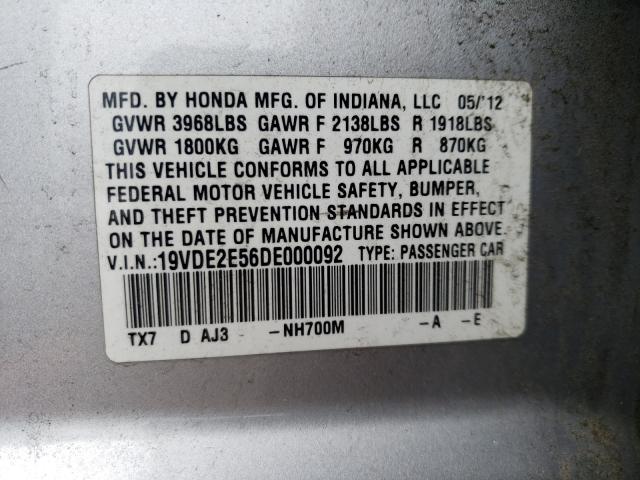 MFD. BY HONDA MFG. OF INDIANA, LLC 05/'12
GVWR 3968LBS GAWR F 2138LBS R 1918LBS
GVWR 1800KG GAWR F 970KG R 870KG
THIS VEHICLE CONFORMS TO ALL APPLICABLE
FEDERAL MOTOR VEHICLE SAFETY, BUMPER,
AND THEFT PREVENTION STANDARDS IN EFFECT
ON THE DATE OF MANUFACTURE SHOWN ABOVE.
V.I.N.:19VDE2E56DE000092 TYPE: PASSENGER CAR
TX7 D AJ3 -NH700M -A -E